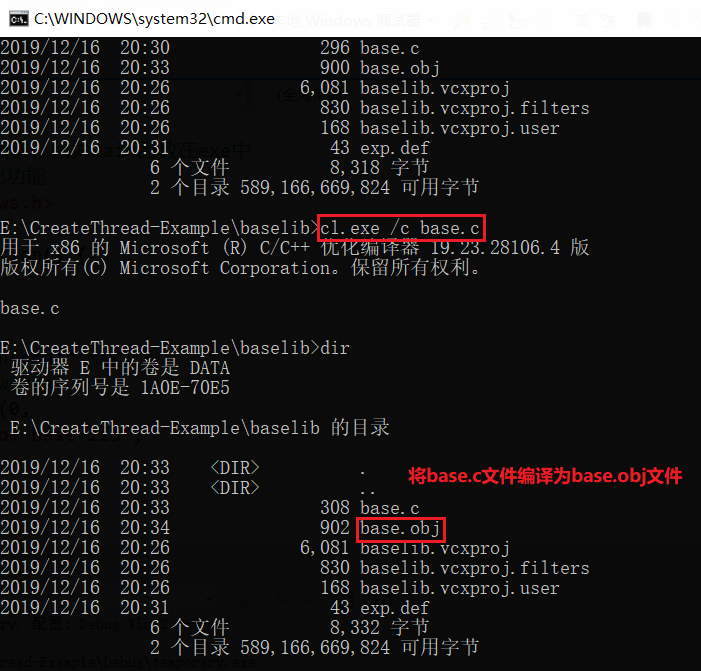 C:\WINDOWS\system32\cmd.exe
2019/12/16  20:30               296 base.c
2019/12/16  20:33               900 base.obj
2019/12/16  20:26             6,081 baselib.vcxproj
2019/12/16  20:26               830 baselib.vcxproj.filters
2019/12/16  20:26               168 baselib.vcxproj.user
2019/12/16  20:31                43 exp.def
6 个文件          8,318 字节
2 个目录 589,166,669,824 可用字节
E:\CreateThread-Example\baselib>cl.exe /c base.c
用于 x86 的 Microsoft (R) C/C++ 优化编译器 19.23.28106.4 版
版权所有(C) Microsoft Corporation。保留所有权利。
base.c
E:\CreateThread-Example\baselib>dir
驱动器 E 中的卷是 DATA
卷的序列号是 1A0E-70E5
E:\CreateThread-Example\baselib 的目录
2019/12/16  20:33    <DIR>          .
将base.c文件编译为base.obj文件
2019/12/16  20:33    <DIR>          ..
2019/12/16  20:33               308 base.c
2019/12/16  20:34               902 base.obj
2019/12/16  20:26             6,081 baselib.vcxproj
2019/12/16  20:26               830 baselib.vcxproj.filters
2019/12/16  20:26               168 baselib.vcxproj.user
2019/12/16  20:31                43 exp.def
6 个文件          8,332 字节
2 个目录 589,166,669,824 可用字节